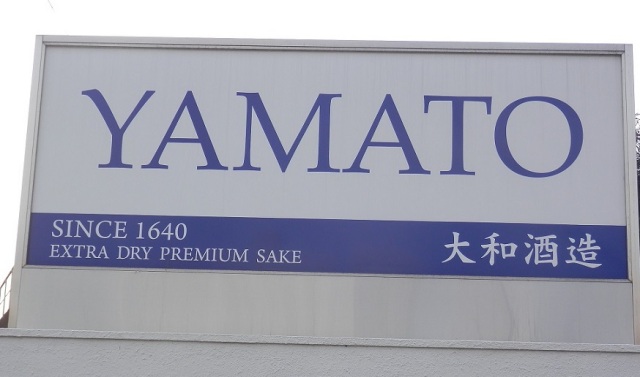 YAMATO
SINCE 1640
EXTRA DRY PREMIUM SAKE
大和酒造